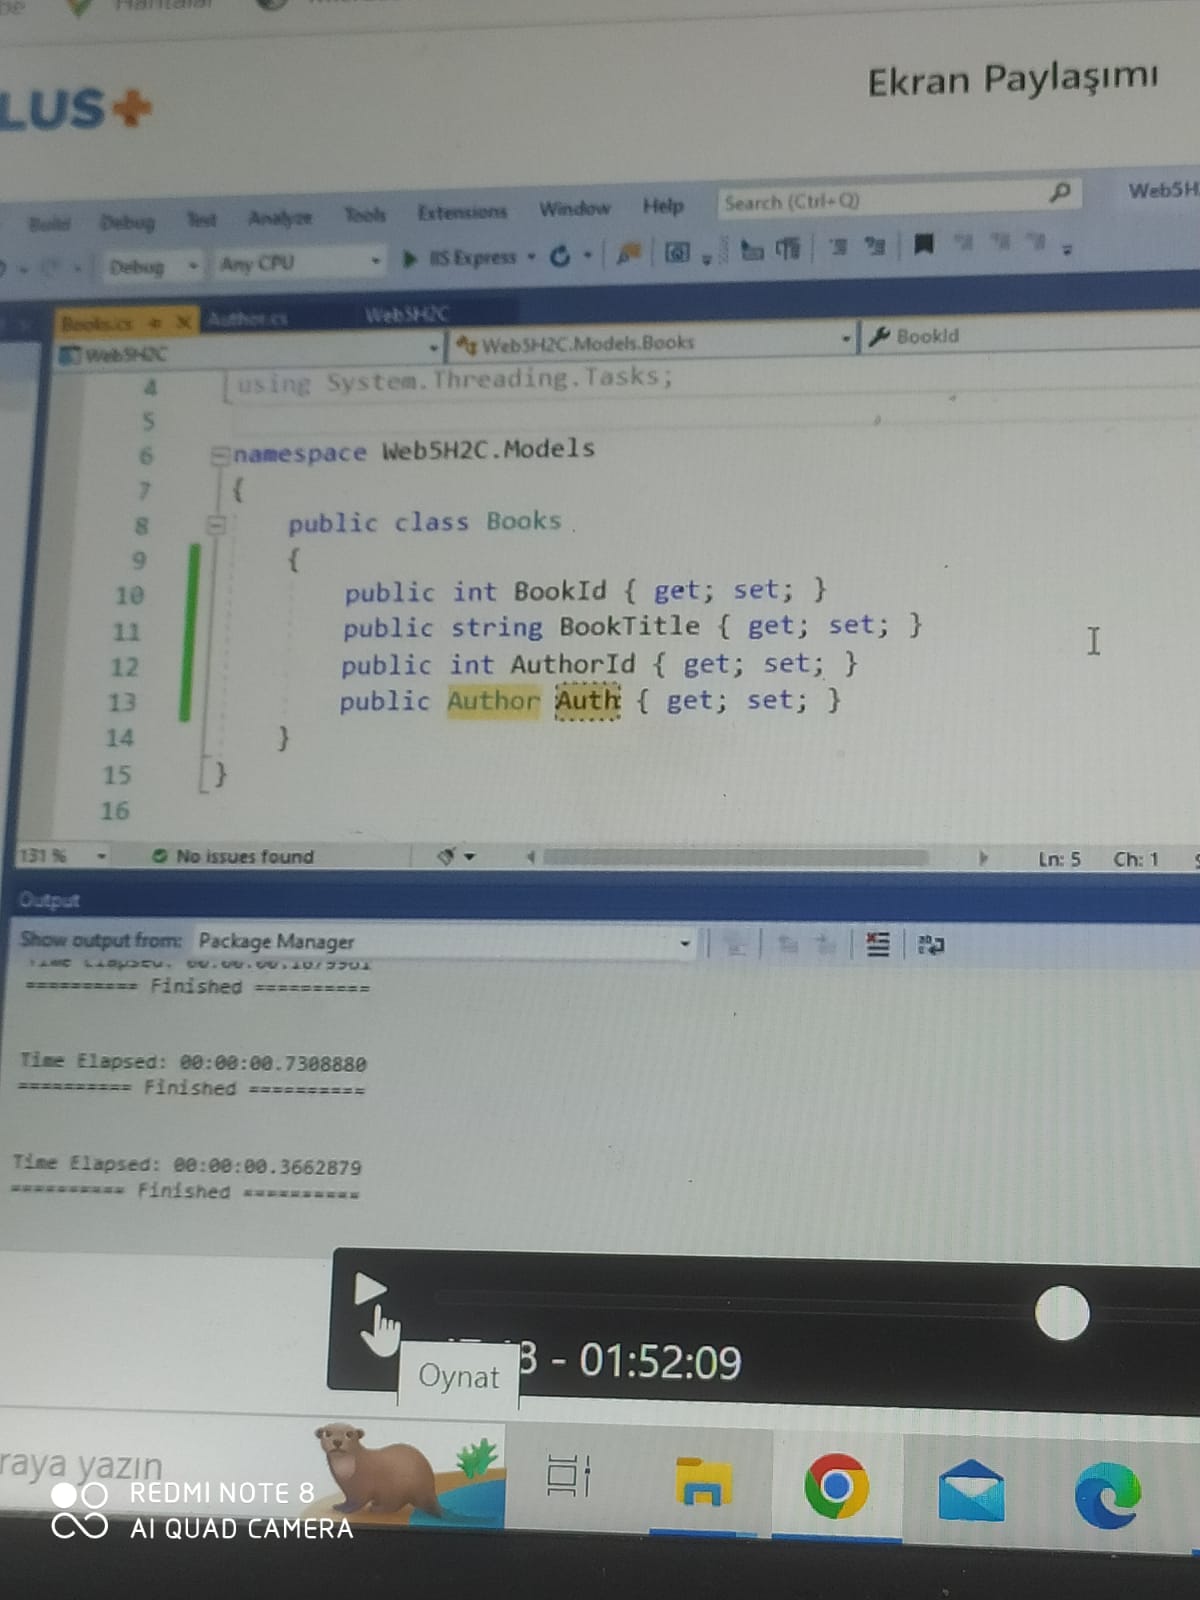 LUS+
Ekran Paylaşımı
Build Debug Test Analyze Tools Extensions Window Help Search (Ctrl+Q) Web5H
Debug Any CPU IIS Express
Books.cs Author.cs Web5H2C
Web5H2C Web5H2C.Models.Books BookId
4 using System.Threading.Tasks;
5
6 namespace Web5H2C.Models
7 {
8 public class Books
9 {
10 public int BookId { get; set; }
11 public string BookTitle { get; set; }
12 public int AuthorId { get; set; }
13 public Author Auth { get; set; }
14 }
15 }
16
131 % No issues found Ln: 5 Ch: 1
Output
Show output from: Package Manager
========== Finished ==========
Time Elapsed: 00:00:00.7308880
========== Finished ==========
Time Elapsed: 00:00:00.3662879
========== Finished ==========
3 - 01:52:09
Oynat
raya yazın
REDMI NOTE 8
AI QUAD CAMERA